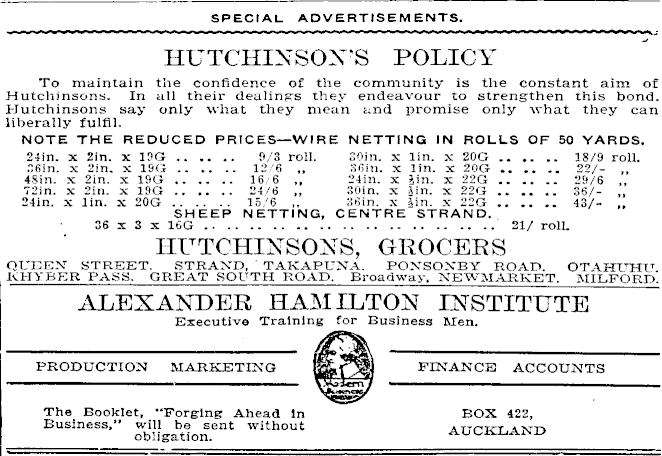 SPECIAL ADVERTISEMENTS.
HUTCHINSON'S POLICY
To maintain the confidence of the community is the constant aim of
Hutchinsons. In all their dealings they endeavour to strengthen this bond.
Hutchinsons say only what they mean and promise only what they can
liberally fulfil.
NOTE THE REDUCED PRICES—WIRE NETTING IN ROLLS OF 50 YARDS.
24in. x 2in. x 19G .. .. .. 9/3 roll.
36in. x 2in. x 19G .. .. .. 12/6 „
48in. x 2in. x 19G .. .. .. 16/6 „
72in. x 2in. x 19G .. .. .. 24/6 „
24in. x 1in. x 20G .. .. .. 15/6 „
30in. x 1in. x 20G .. .. .. 18/9 roll.
36in. x 1in. x 20G .. .. .. 22/- „
24in. x in. x 22G .. .. .. 29/6 „
30in. x in. x 22G .. .. .. 36/- „
36in. x in. x 22G .. .. .. 43/- „
SHEEP NETTING, CENTRE STRAND.
36 x 3 x 16G .. .. .. .. .. .. .. .. .. .. .. .. 21/ roll.
HUTCHINSONS, GROCERS
QUEEN STREET. STRAND, TAKAPUNA. PONSONBY ROAD. OTAHUHU.
KHYBER PASS. GREAT SOUTH ROAD. Broadway, NEWMARKET. MILFORD.
ALEXANDER HAMILTON INSTITUTE
Executive Training for Business Men.
PRODUCTION MARKETING
FINANCE ACCOUNTS
The Booklet, "Forging Ahead in
Business," will be sent without
obligation.
BOX 422,
AUCKLAND